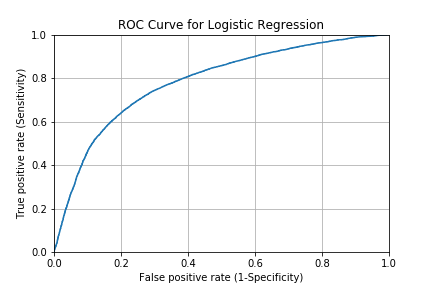 ROC Curve for Logistic Regression
True positive rate (Sensitivity)
1.0
0.8
0.6
0.4
0.2
0.0
0.0 0.2 0.4 0.6 0.8 1.0
False positive rate (1-Specificity)